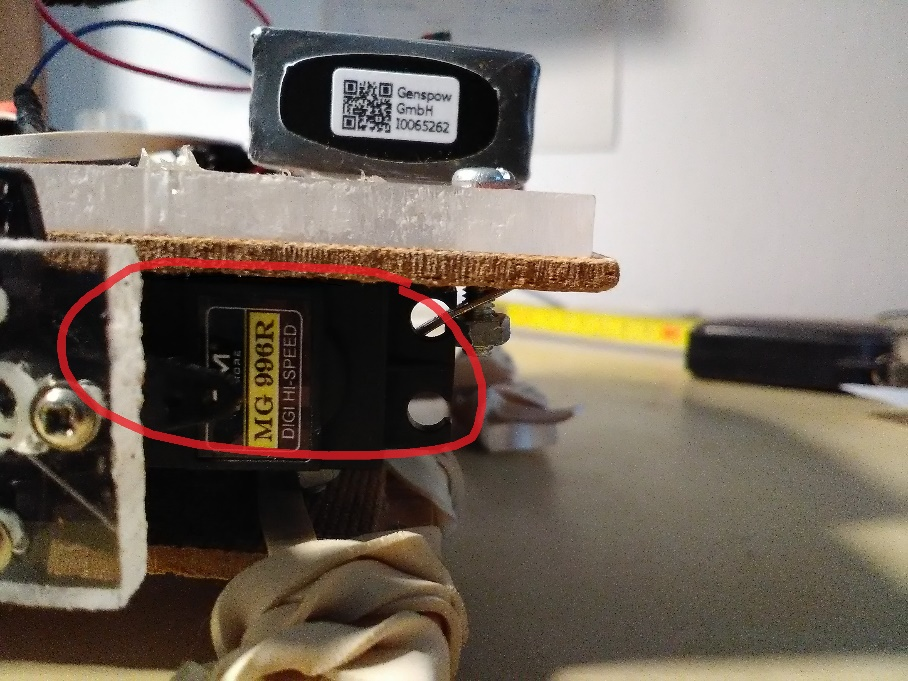 Genspow
GmbH
I0065262
MG 996R
DIGI HI-SPEED